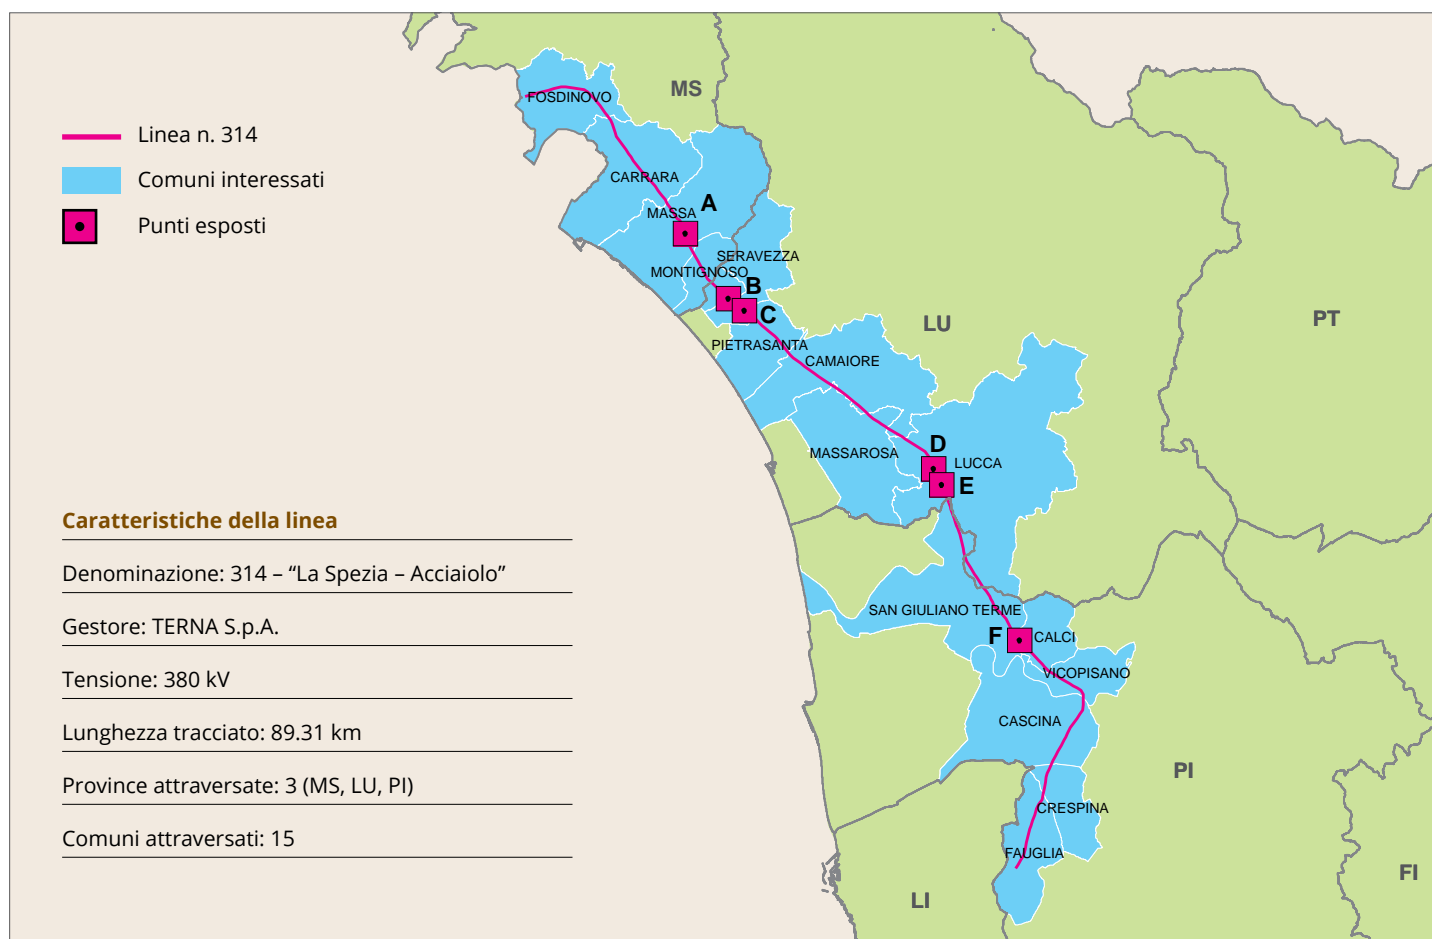 Linea n. 314
Comuni interessati
Punti esposti
Caratteristiche della linea
Denominazione: 314 – “La Spezia – Acciaiolo”
Gestore: TERNA S.p.A.
Tensione: 380 kV
Lunghezza tracciato: 89.31 km
Province attraversate: 3 (MS, LU, PI)
Comuni attraversati: 15
MS
FOSDINOVO
CARRARA
MASSA
A
SERAVEZZA
MONTIGNOSO
B
C
LU
PT
PIETRASANTA
CAMAIORE
D
MASSAROSA
LUCCA
E
SAN GIULIANO TERME
F
CALCI
VICOPISANO
CASCINA
PI
CRESPINA
FAUGLIA
FI
LI